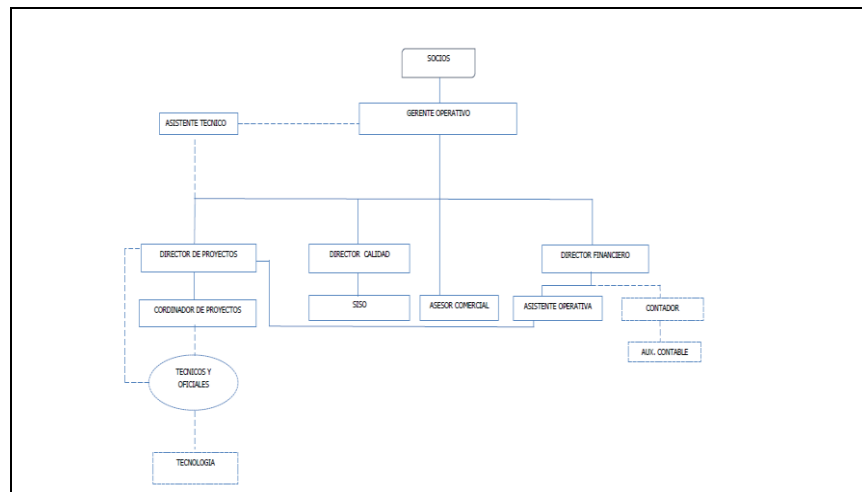 SOCIOS
GERENTE OPERATIVO
ASISTENTE TECNICO
DIRECTOR DE PROYECTOS
DIRECTOR CALIDAD
DIRECTOR FINANCIERO
CORDINADOR DE PROYECTOS
SISO
ASESOR COMERCIAL
ASISTENTE OPERATIVA
CONTADOR
AUX. CONTABLE
TECNICOS Y
OFICIALES
TECNOLOGIA